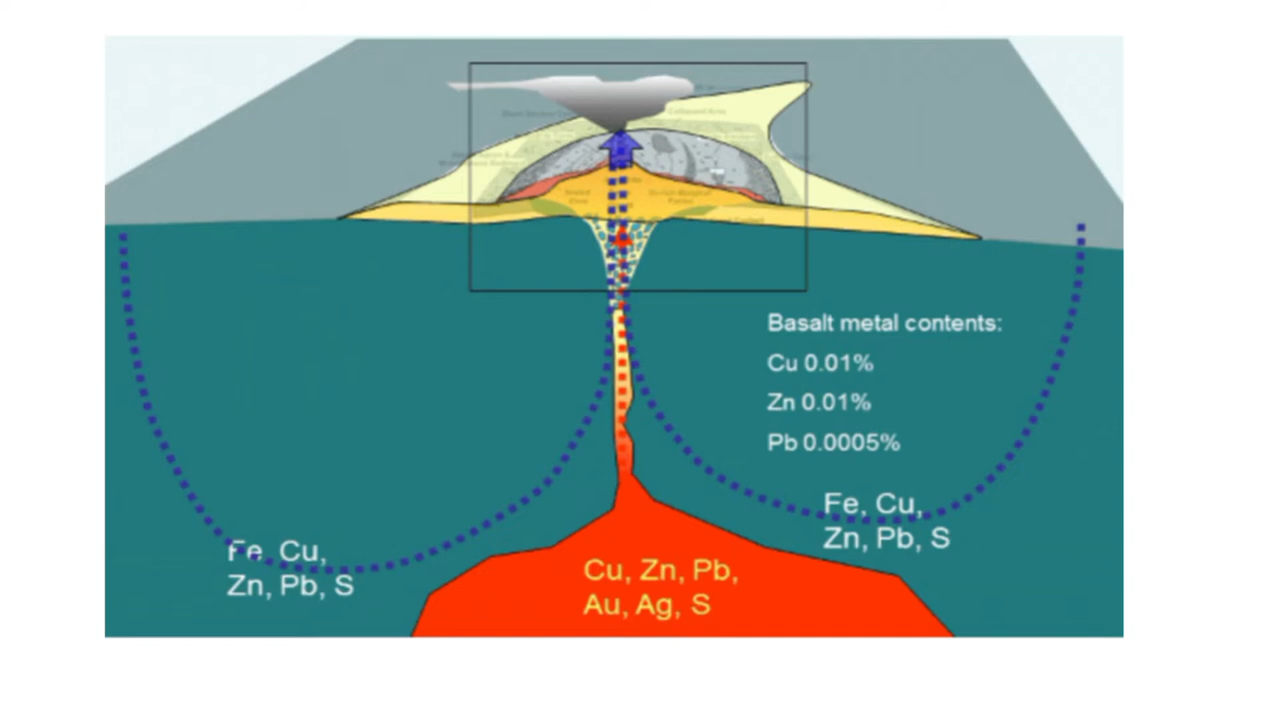 Basalt metal contents:
Cu 0.01%
Zn 0.01%
Pb 0.0005%
Fe, Cu,
Zn, Pb, S
Fe, Cu,
Zn, Pb, S
Cu, Zn, Pb,
Au, Ag, S